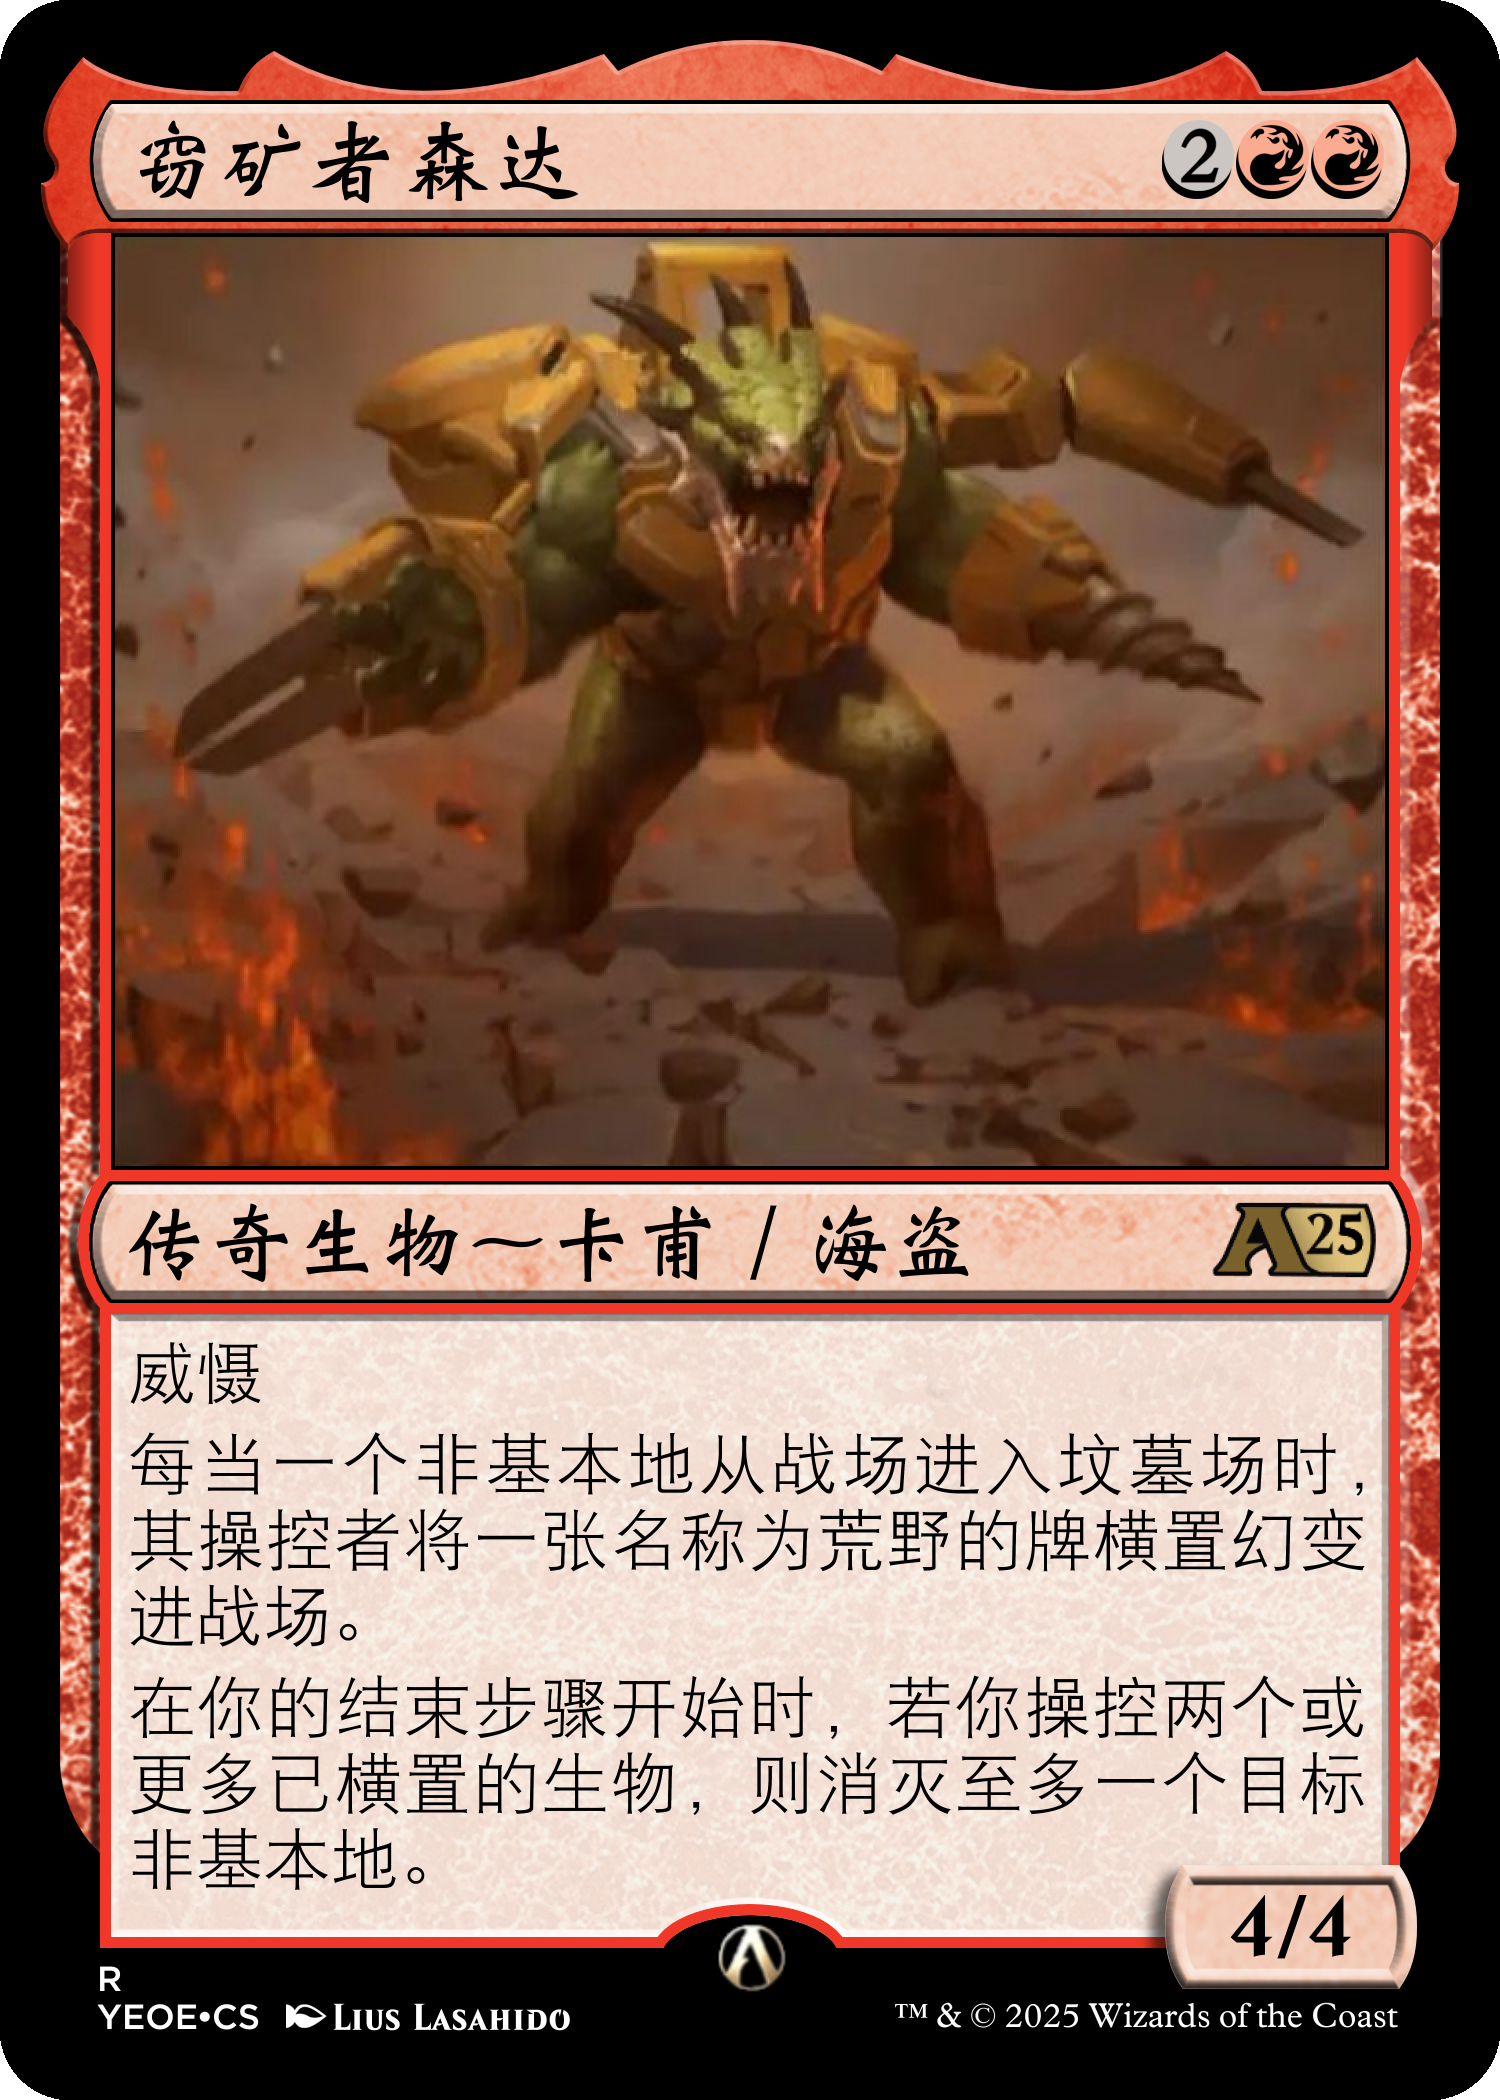 窃矿者森达 2
传奇生物～卡甫 / 海盗 A25
威慑
每当一个非基本地从战场进入坟墓场时，
其操控者将一张名称为荒野的牌横置幻变
进战场。
在你的结束步骤开始时，若你操控两个或
更多已横置的生物，则消灭至多一个目标
非基本地。
4/4
R
YEOE•CS LIUS LASAHIDO
™ & © 2025 Wizards of the Coast